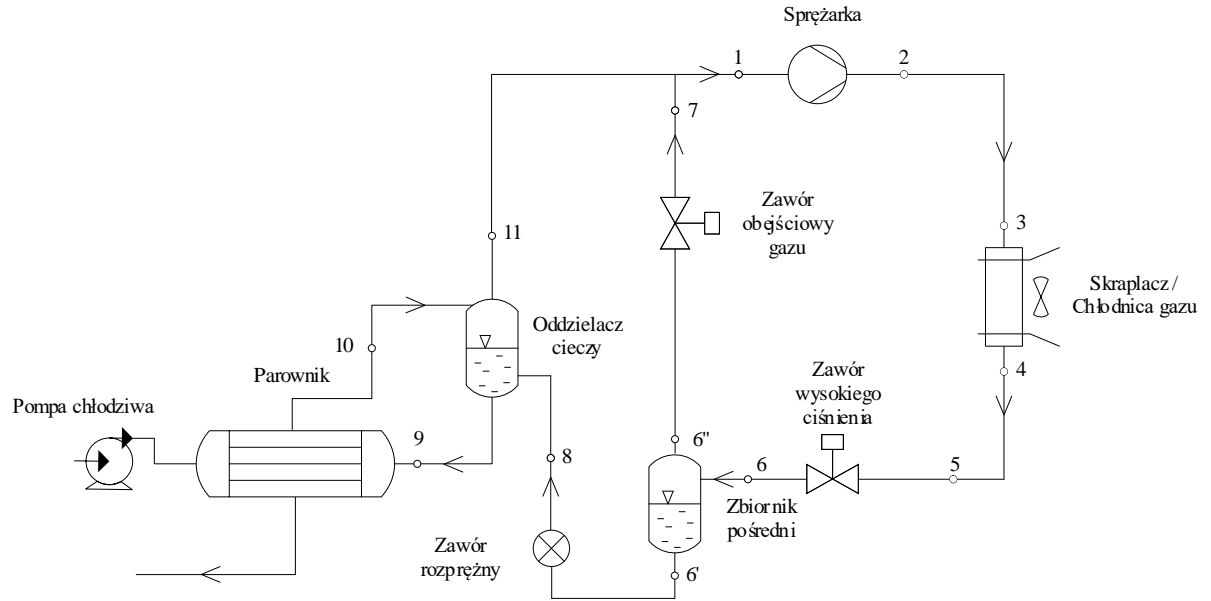 Sprężarka
1
2
7
Zawór
obejściowy
gazu
3
11
Skraplacz /
Chłodnica gazu
Oddzielacz
cieczy
10
4
Parownik
Zawór
wysokiego
ciśnienia
Pompa chłodziwa
9
8
6"
6
5
Zbiornik
pośredni
Zawór
rozprężny
6'